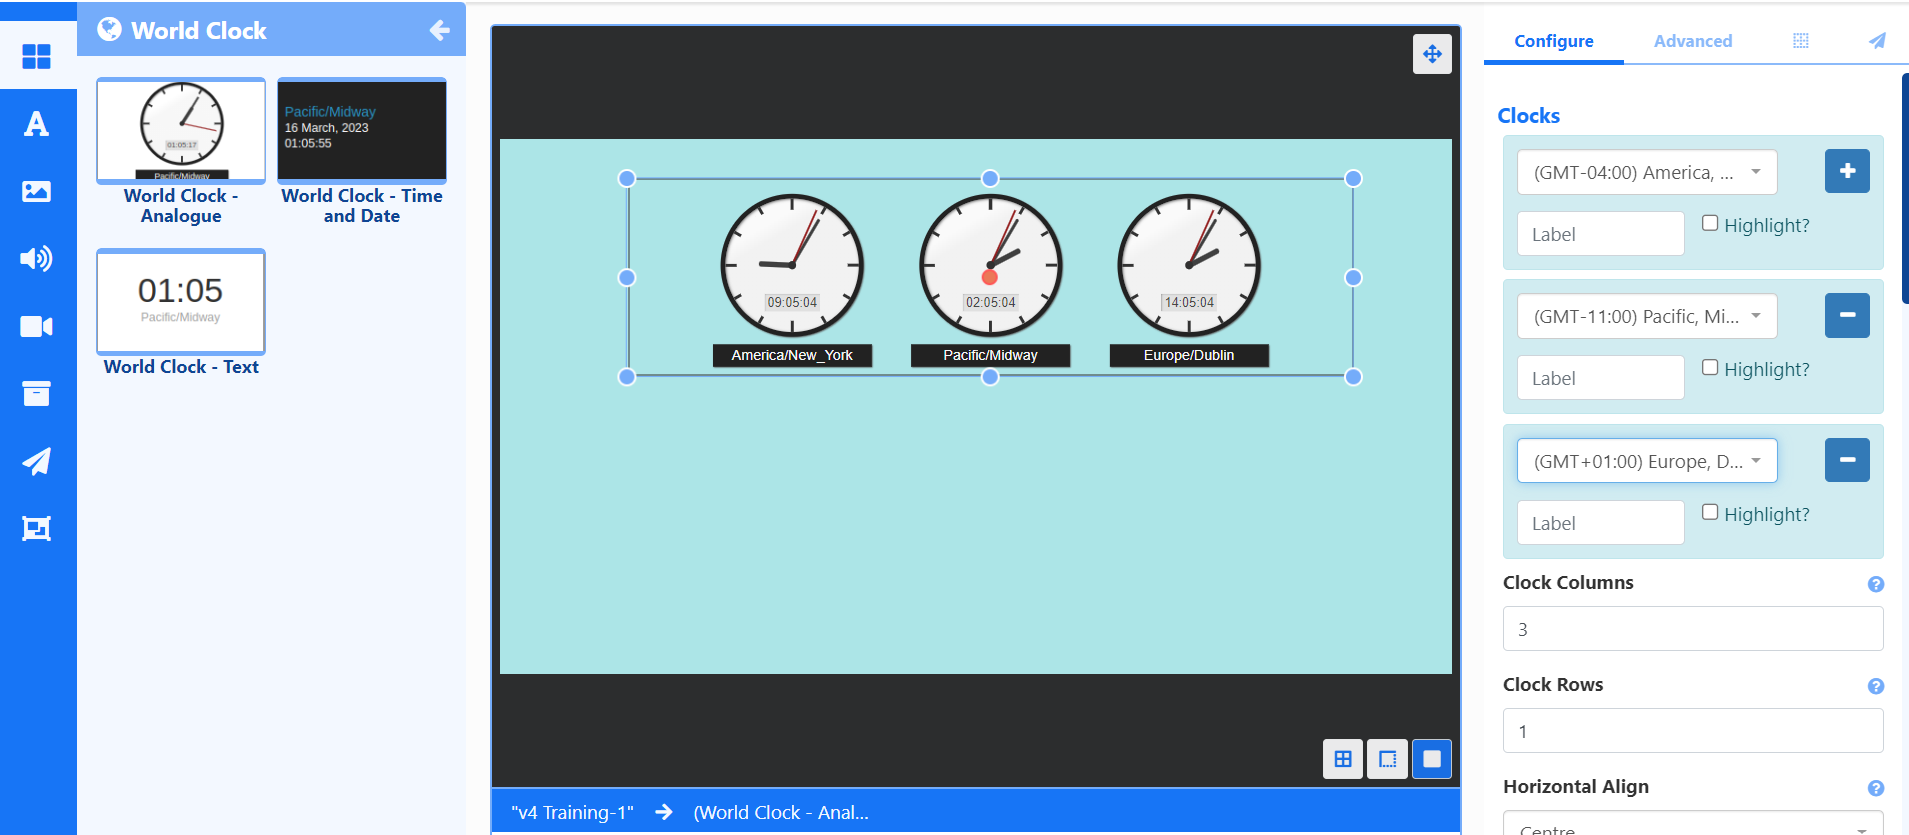 World Clock
01:05:17
Pacific/Midway
World Clock -
Analogue
Pacific/Midway
16 March, 2023
01:05:55
World Clock - Time
and Date
01:05
Pacific/Midway
World Clock - Text
09:05:04
America/New_York
02:05:04
Pacific/Midway
14:05:04
Europe/Dublin
"v4 Training-1" (World Clock - Anal...
Configure Advanced
Clocks
(GMT-04:00) America, ...
Label Highlight?
(GMT-11:00) Pacific, Mi...
Label Highlight?
(GMT+01:00) Europe, D...
Label Highlight?
Clock Columns
3
Clock Rows
1
Horizontal Align
Centre